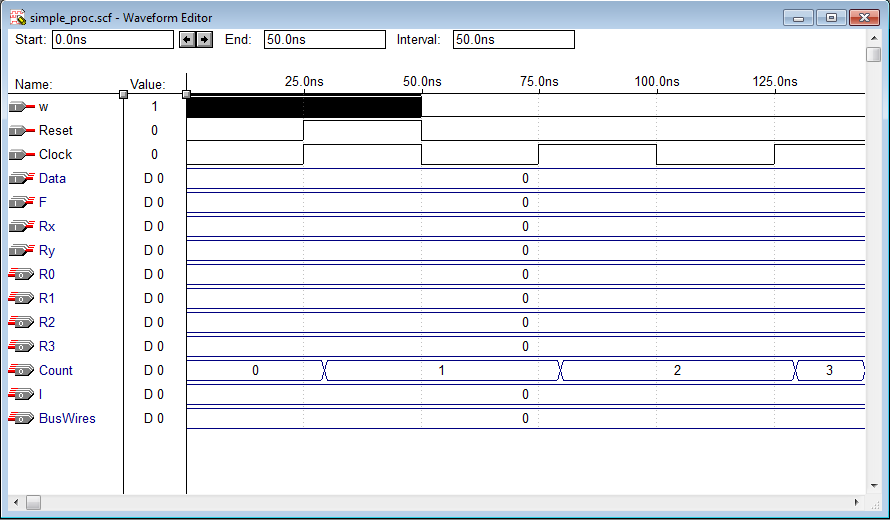 simple_proc.scf - Waveform Editor
Start: 0.0ns End: 50.0ns Interval: 50.0ns
Name: Value: 25.0ns 50.0ns 75.0ns 100.0ns 125.0ns
w 1
Reset 0
Clock 0
Data D 0 0
F D 0 0
Rx D 0 0
Ry D 0 0
R0 D 0 0
R1 D 0 0
R2 D 0 0
R3 D 0 0
Count D 0 0 1 2 3
I D 0 0
BusWires D 0 0